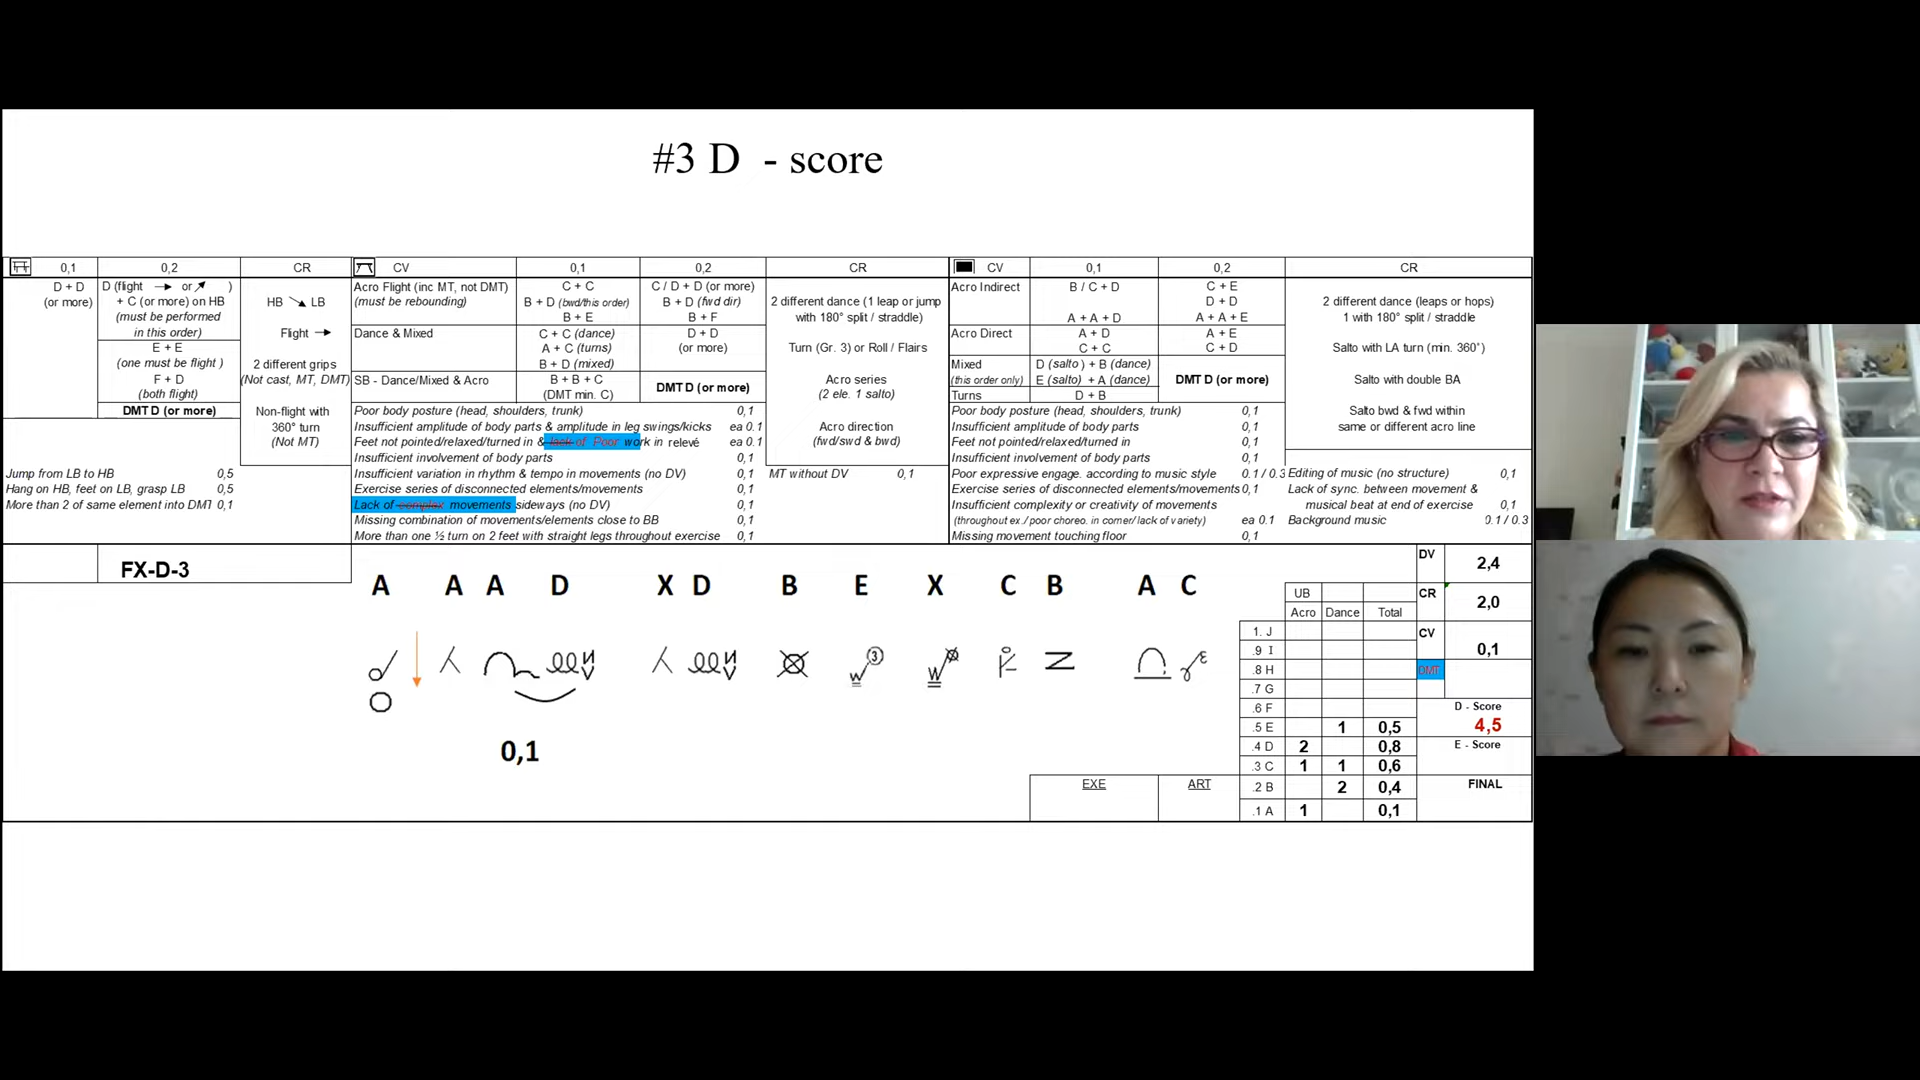 #3 D - score
0,1 0,2 CR
D + D
(or more)
D (flight or )
+ C (or more) on HB
(must be performed
in this order)
E + E
(one must be flight )
F + D
(both flight)
DMT D (or more)
HB LB
Flight
2 different grips
(Not cast, MT, DMT)
Non-flight with
360° turn
(Not MT)
Jump from LB to HB 0,5
Hang on HB, feet on LB, grasp LB 0,5
More than 2 of same element into DMT 0,1
CV 0,1 0,2 CR
Acro Flight (inc MT, not DMT)
(must be rebounding)
C + C
B + D (bwd/this order)
B + E
C / D + D (or more)
B + D (fwd dir)
B + F
Dance & Mixed
C + C (dance)
A + C (turns)
B + D (mixed)
D + D
(or more)
SB - Dance/Mixed & Acro
B + B + C
(DMT min. C)
DMT D (or more)
2 different dance (1 leap or jump
with 180° split / straddle)
Turn (Gr. 3) or Roll / Flairs
Acro series
(2 ele. 1 salto)
Acro direction
(fwd/swd & bwd)
Poor body posture (head, shoulders, trunk) 0,1
Insufficient amplitude of body parts & amplitude in leg swings/kicks ea 0.1
Feet not pointed/relaxed/turned in & lack of Poor work in relevé ea 0.1
Insufficient involvement of body parts 0,1
Insufficient variation in rhythm & tempo in movements (no DV) 0,1
Exercise series of disconnected elements/movements 0,1
Lack of complex movements sideways (no DV) 0,1
Missing combination of movements/elements close to BB 0,1
More than one ½ turn on 2 feet with straight legs throughout exercise 0,1
MT without DV 0,1
CV 0,1 0,2 CR
Acro Indirect
B / C + D
A + A + D
C + E
D + D
A + A + E
Acro Direct
A + D
C + C
A + E
C + D
Mixed
(this order only)
D (salto) + B (dance)
E (salto) + A (dance)
DMT D (or more)
Turns D + B
2 different dance (leaps or hops)
1 with 180° split / straddle
Salto with LA turn (min. 360°)
Salto with double BA
Salto bwd & fwd within
same or different acro line
Poor body posture (head, shoulders, trunk) 0,1
Insufficient amplitude of body parts 0,1
Feet not pointed/relaxed/turned in 0,1
Insufficient involvement of body parts 0,1
Poor expressive engage. according to music style 0.1 / 0.3
Exercise series of disconnected elements/movements 0,1
Insufficient complexity or creativity of movements
(throughout ex./ poor choreo. in corner/ lack of variety) ea 0.1
Missing movement touching floor 0,1
Editing of music (no structure) 0,1
Lack of sync. between movement &
musical beat at end of exercise 0,1
Background music 0.1 / 0.3
FX-D-3
A A A D X D B E X C B A C
3
0,1
EXE ART
UB
Acro Dance Total
1. J
.9 I
.8 H
.7 G
.6 F
.5 E 1 0,5
.4 D 2 0,8
.3 C 1 1 0,6
.2 B 2 0,4
.1 A 1 0,1
DV 2,4
CR 2,0
CV 0,1
DMT
D - Score
4,5
E - Score
FINAL